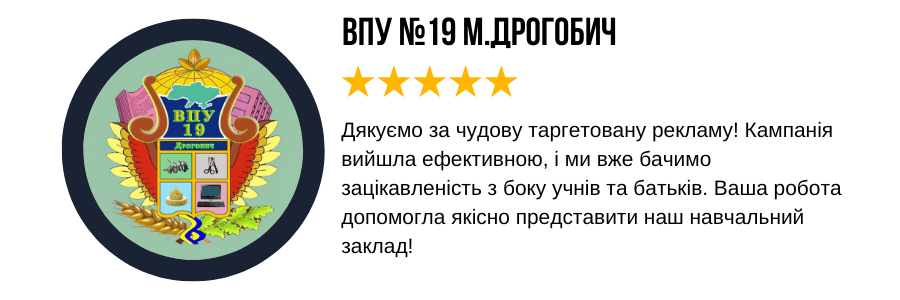 ВПУ №19 М.ДРОГОБИЧ
ВПУ
19
Дрогобич
Дякуємо за чудову таргетовану рекламу! Кампанія
вийшла ефективною, і ми вже бачимо
зацікавленість з боку учнів та батьків. Ваша робота
допомогла якісно представити наш навчальний
заклад!